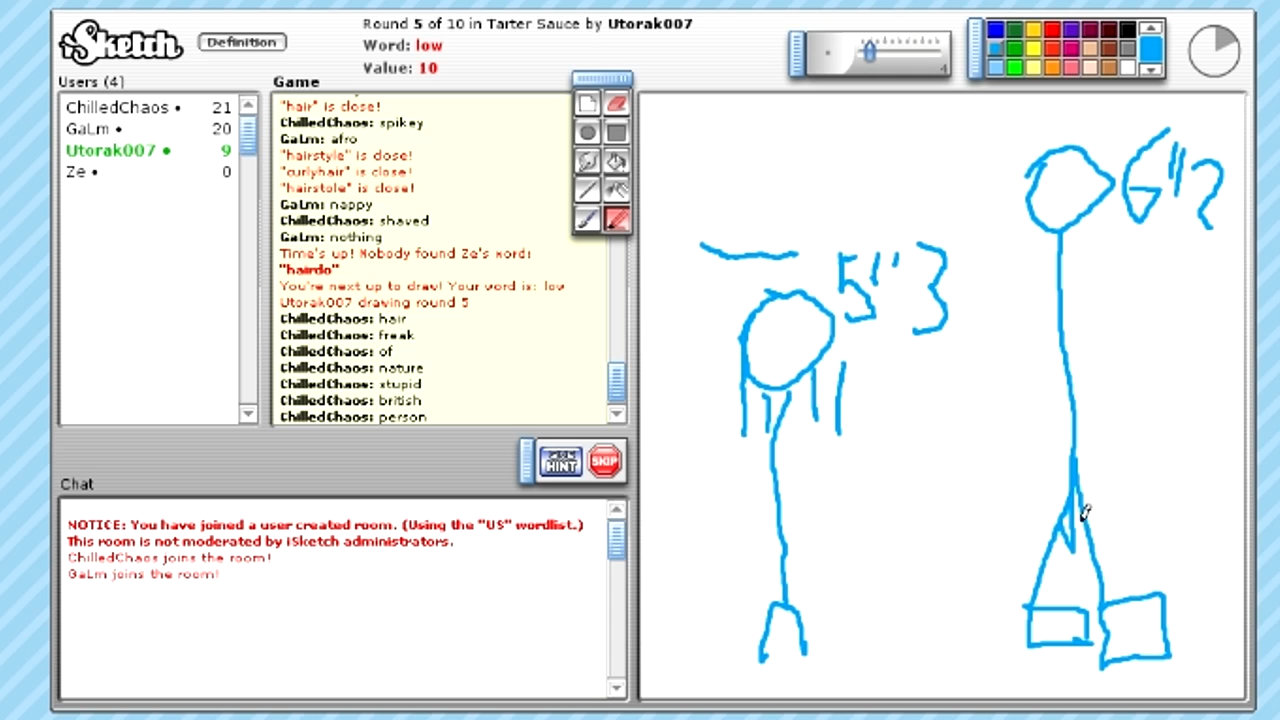 iSketch
Definition
Round 5 of 10 in Tarter Sauce by Utorak007
Word: low
Value: 10
4
Users (4)
ChilledChaos • 21
GaLm • 20
Utorak007 • 9
Ze • 0
Game
"hair" is close!
ChilledChaos: spikey
GaLm: afro
"hairstyle" is close!
"curlyhair" is close!
"hairstole" is close!
GaLm: nappy
ChilledChaos: shaved
GaLm: nothing
Time's up! Nobody found Ze's word:
"hairdo"
You're next up to draw! Your word is: low
Utorak007 drawing round 5
ChilledChaos: hair
ChilledChaos: freak
ChilledChaos: of
ChilledChaos: nature
ChilledChaos: stupid
ChilledChaos: british
ChilledChaos: person
HINT
SKIP
Chat
NOTICE: You have joined a user created room. (Using the "US" wordlist.)
This room is not moderated by iSketch administrators.
ChilledChaos joins the room!
GaLm joins the room!
6"2
5"3